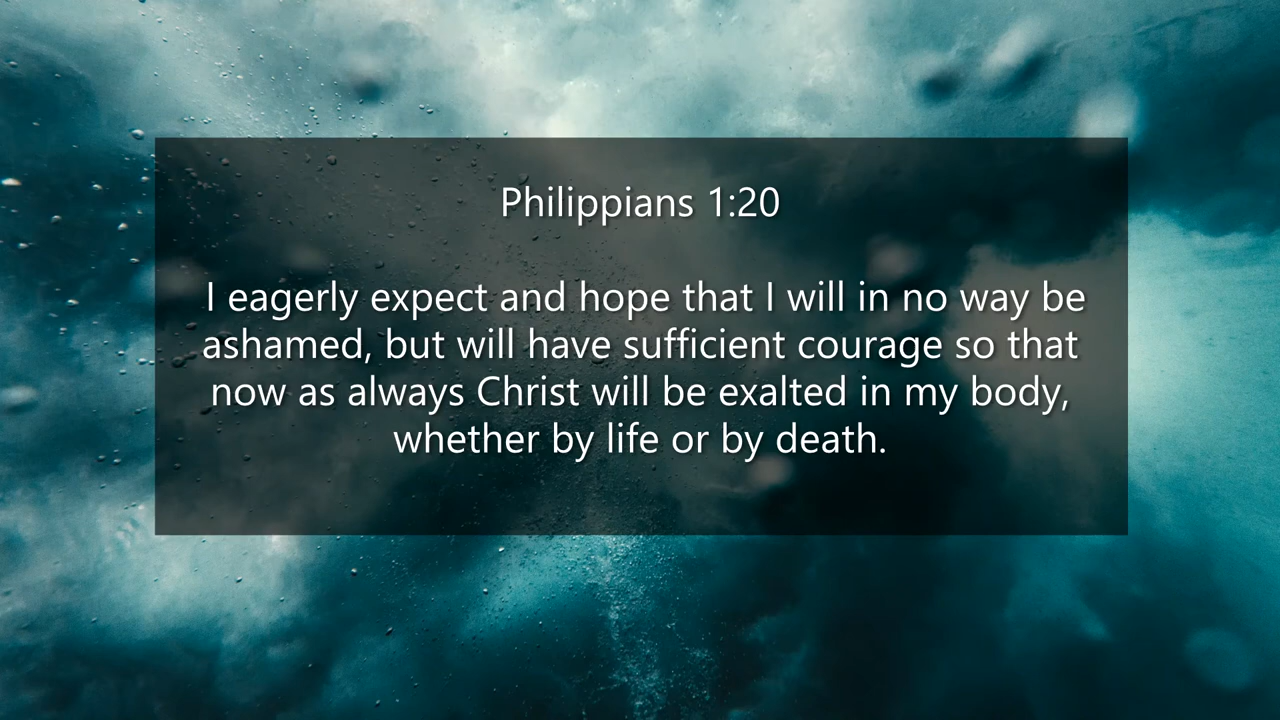 Philippians 1:20
I eagerly expect and hope that I will in no way be
ashamed, but will have sufficient courage so that
now as always Christ will be exalted in my body,
whether by life or by death.